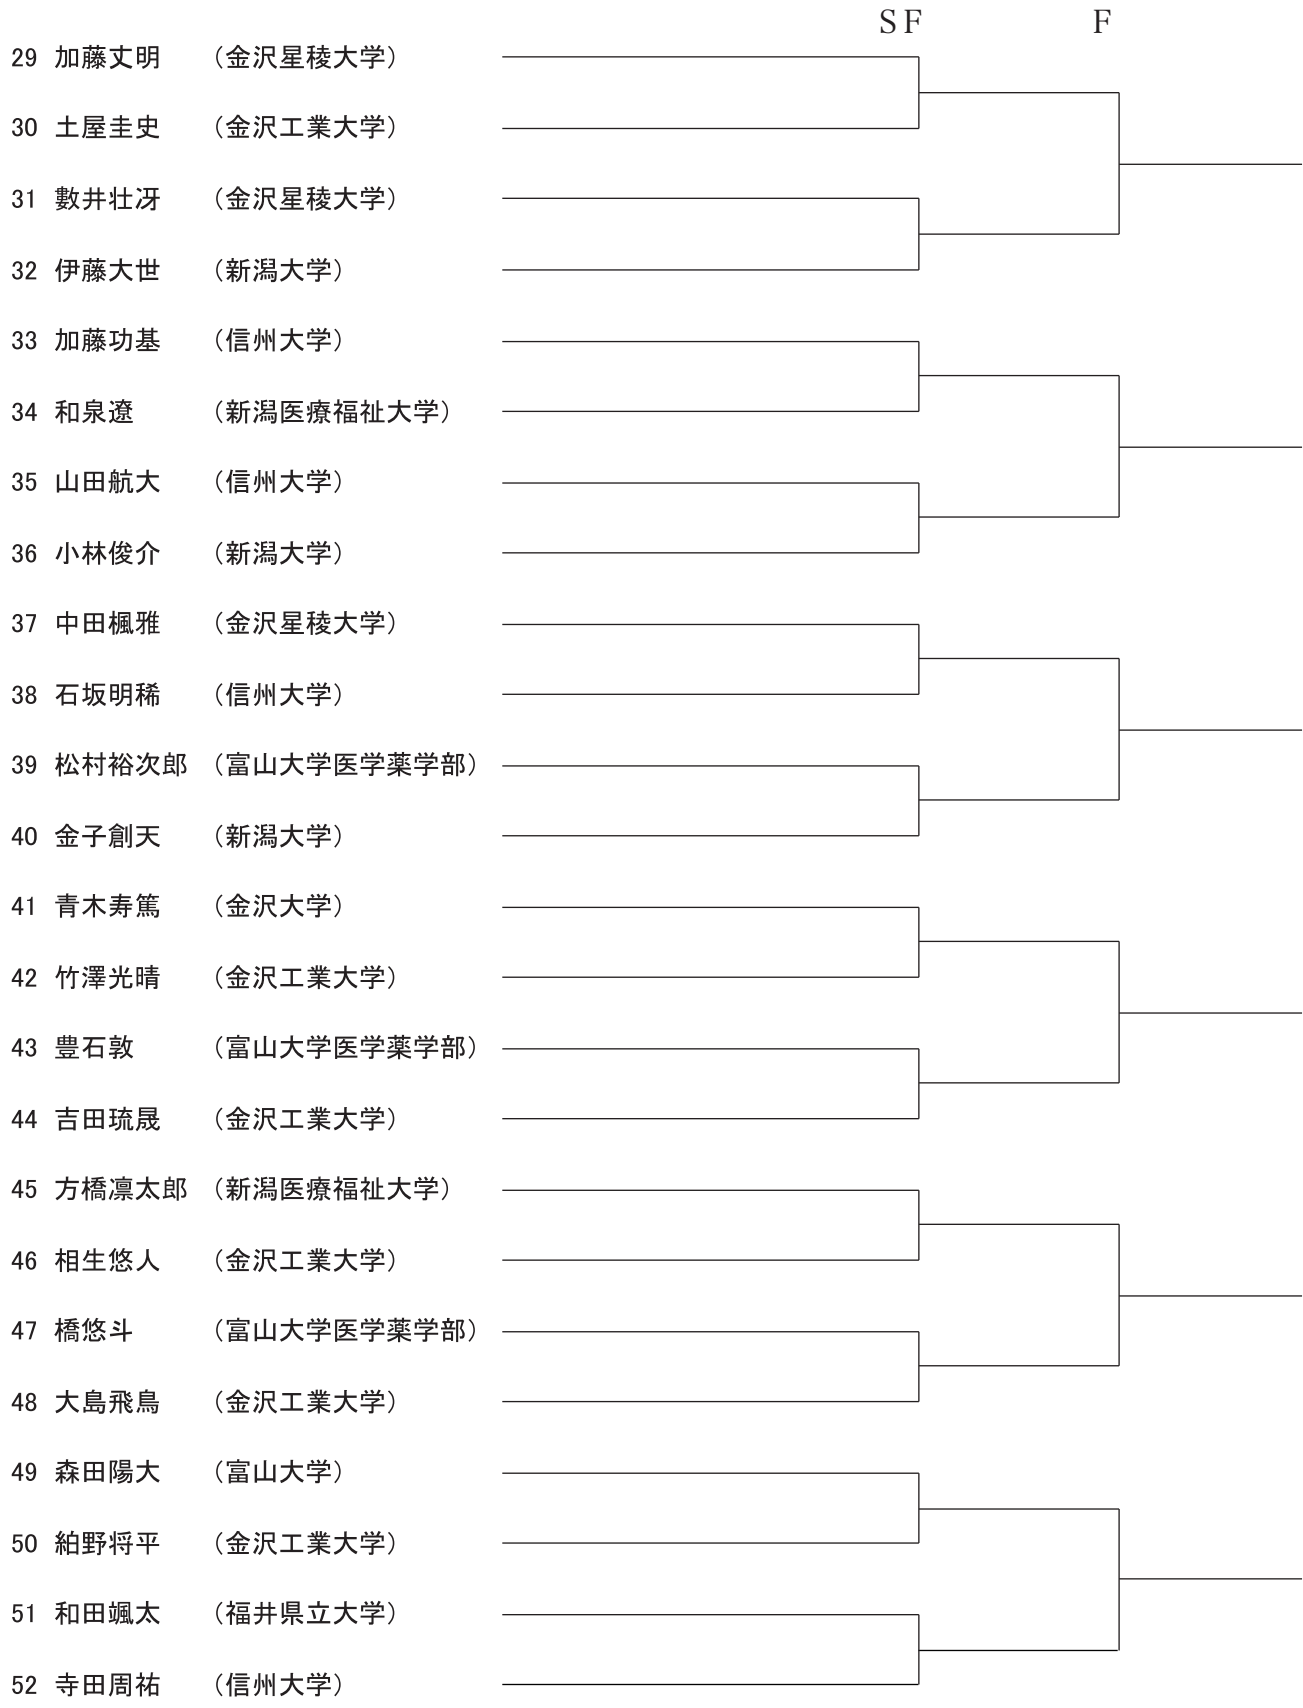 SF F
29 加藤丈明 （金沢星稜大学）
30 土屋圭史 （金沢工業大学）
31 數井壮冴 （金沢星稜大学）
32 伊藤大世 （新潟大学）
33 加藤功基 （信州大学）
34 和泉遼 （新潟医療福祉大学）
35 山田航大 （信州大学）
36 小林俊介 （新潟大学）
37 中田楓雅 （金沢星稜大学）
38 石坂明稀 （信州大学）
39 松村裕次郎 （富山大学医学薬学部）
40 金子創天 （新潟大学）
41 青木寿篤 （金沢大学）
42 竹澤光晴 （金沢工業大学）
43 豊石敦 （富山大学医学薬学部）
44 吉田琉晟 （金沢工業大学）
45 方橋凛太郎 （新潟医療福祉大学）
46 相生悠人 （金沢工業大学）
47 橋悠斗 （富山大学医学薬学部）
48 大島飛鳥 （金沢工業大学）
49 森田陽大 （富山大学）
50 絈野将平 （金沢工業大学）
51 和田颯太 （福井県立大学）
52 寺田周祐 （信州大学）